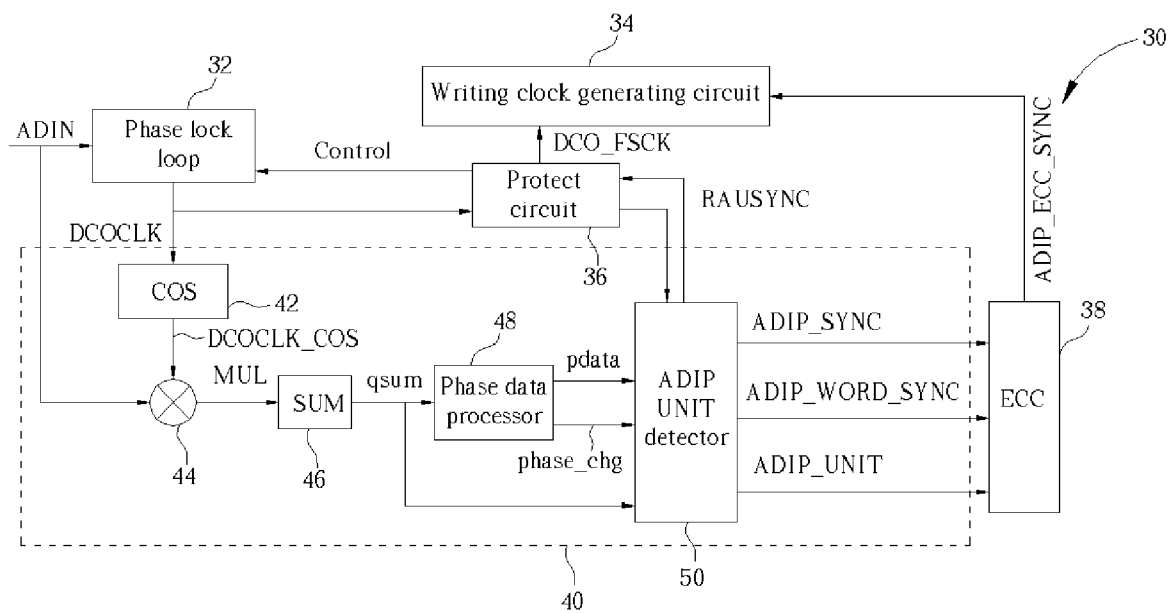 34
30
32
Writing clock generating circuit
ADIN
Phase lock
loop
Control
DCO_FSCK
Protect
circuit
RAUSYNC
ADIP_ECC_SYNC
DCOCLK
36
COS
42
38
DCOCLK_COS
48
ADIP_SYNC
MUL
qsum
pdata
SUM
Phase data
processor
ADIP
UNIT
detector
ADIP_WORD_SYNC
ECC
phase_chg
44
46
ADIP_UNIT
50
40